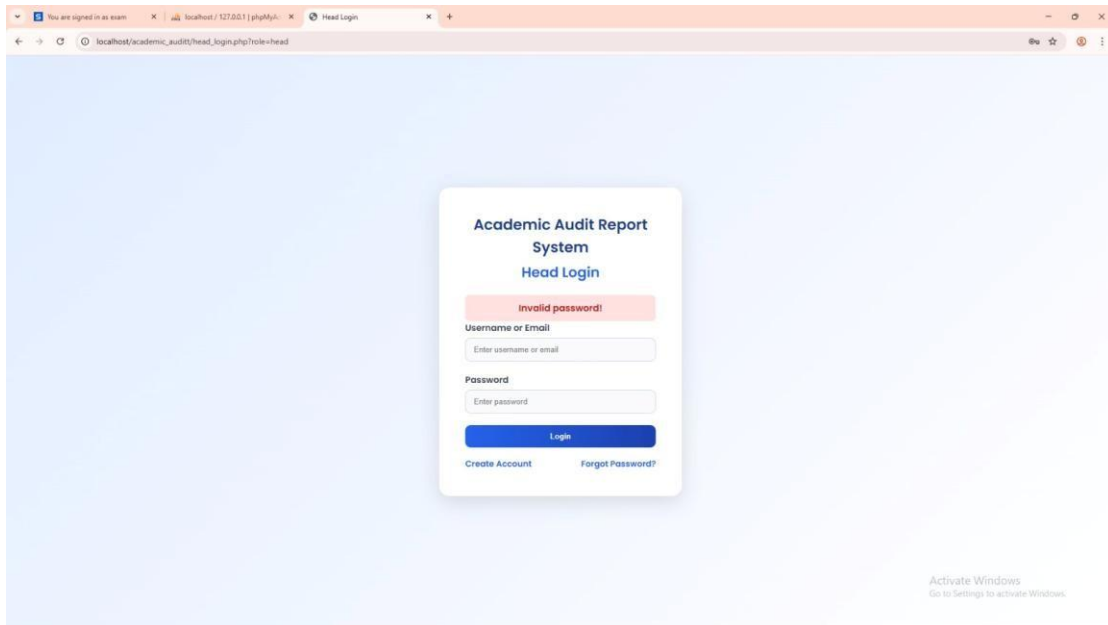 You are signed in as exam
localhost / 127.0.0.1 | phpMyA
Head Login
localhost/academic_auditt/head_login.php?role=head
Academic Audit Report
System
Head Login
Invalid password!
Username or Email
Enter username or email
Password
Enter password
Login
Create Account
Forgot Password?
Activate Windows
Go to Settings to activate Windows.